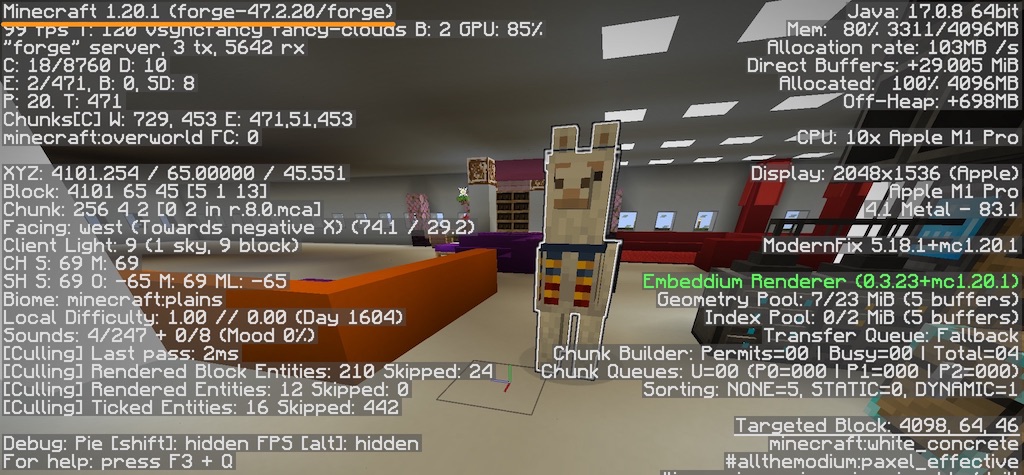 Minecraft 1.20.1 (forge-47.2.20/forge)
99 fps T: 120 vsyncfancy fancy-clouds B: 2 GPU: 85%
"forge" server, 3 tx, 5642 rx
C: 18/8760 D: 10
E: 2/471, B: 0, SD: 8
P: 20. T: 471
Chunks[C] W: 729, 453 E: 471,51,453
minecraft:overworld FC: 0
XYZ: 4101.254 / 65.00000 / 45.551
Block: 4101 65 45 [5 1 13]
Chunk: 256 4 2 [0 2 in r.8.0.mca]
Facing: west (Towards negative X) (74.1 / 29.2)
Client Light: 9 (1 sky, 9 block)
CH S: 69 M: 69
SH S: 69 O: -65 M: 69 ML: -65
Biome: minecraft:plains
Local Difficulty: 1.00 // 0.00 (Day 1604)
Sounds: 4/247 + 0/8 (Mood 0%)
[Culling] Last pass: 2ms
[Culling] Rendered Block Entities: 210 Skipped: 24
[Culling] Rendered Entities: 12 Skipped: 0
[Culling] Ticked Entities: 16 Skipped: 442
Debug: Pie [shift]: hidden FPS [alt]: hidden
For help: press F3 + Q
Java: 17.0.8 64bit
Mem: 80% 3311/4096MB
Allocation rate: 103MB /s
Direct Buffers: +29.005 MiB
Allocated: 100% 4096MB
Off-Heap: +698MB
CPU: 10x Apple M1 Pro
Display: 2048x1536 (Apple)
Apple M1 Pro
4.1 Metal - 83.1
ModernFix 5.18.1+mc1.20.1
Embeddium Renderer (0.3.23+mc1.20.1)
Geometry Pool: 7/23 MiB (5 buffers)
Index Pool: 0/2 MiB (5 buffers)
Transfer Queue: Fallback
Chunk Builder: Permits=00 | Busy=00 | Total=04
Chunk Queues: U=00 (P0=000 | P1=000 | P2=000)
Sorting: NONE=5, STATIC=0, DYNAMIC=1
Targeted Block: 4098, 64, 46
minecraft:white_concrete
#allthemodium:paxel_effective